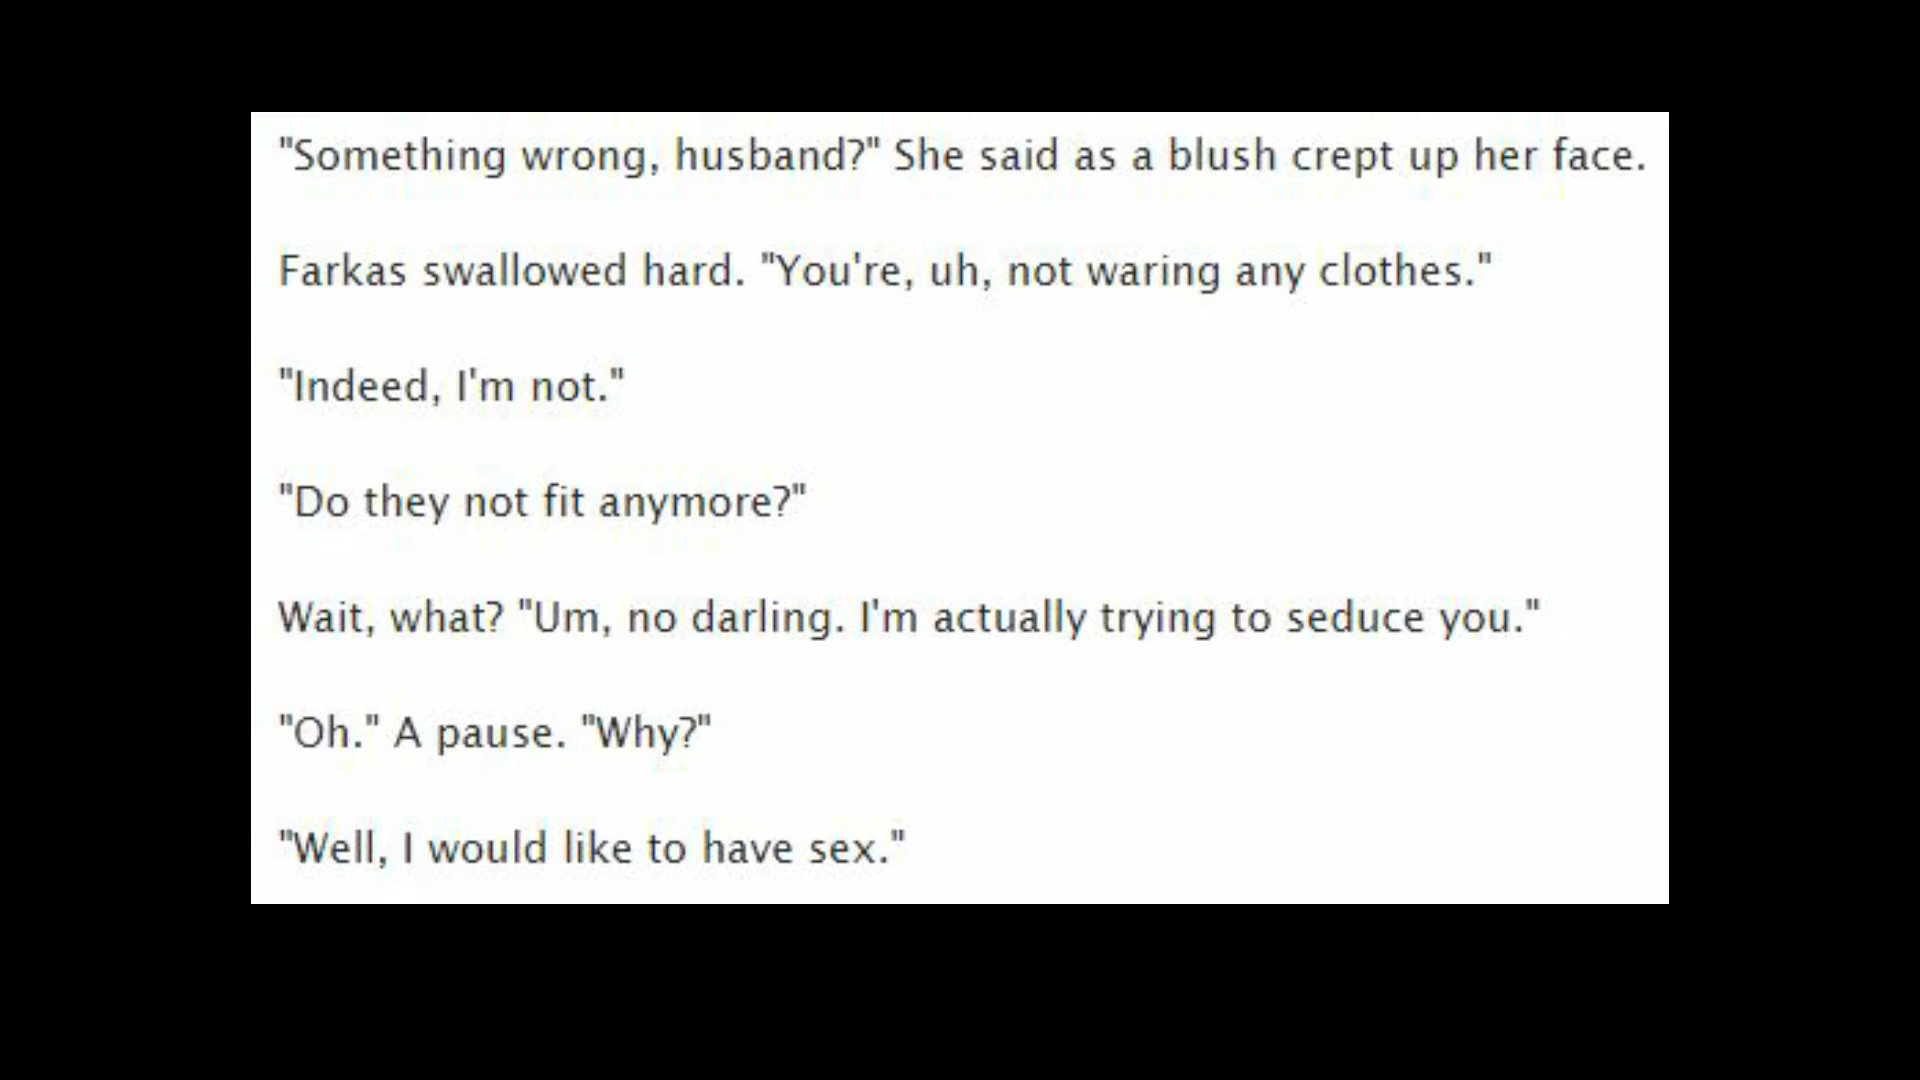 "Something wrong, husband?" She said as a blush crept up her face.
Farkas swallowed hard. "You're, uh, not waring any clothes."
"Indeed, I'm not."
"Do they not fit anymore?"
Wait, what? "Um, no darling. I'm actually trying to seduce you."
"Oh." A pause. "Why?"
"Well, I would like to have sex."